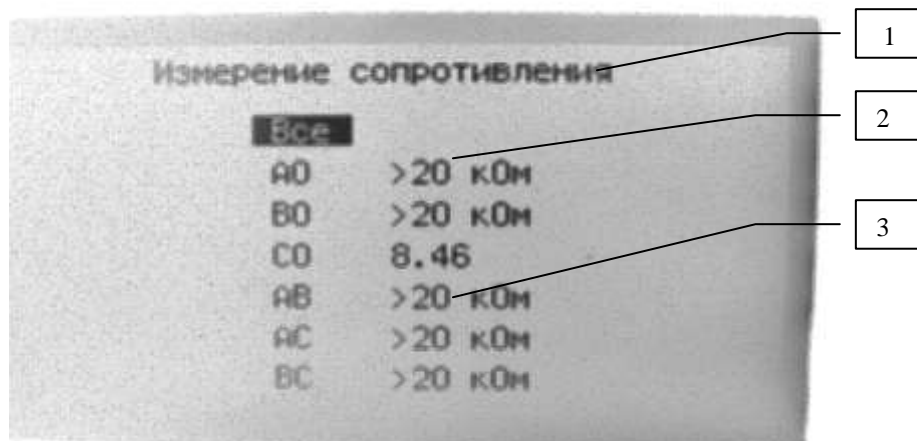 Измерение сопротивления
1
Все
2
A0 >20 кОм
B0 >20 кОм
C0 8.46
3
AB >20 кОм
AC >20 кОм
BC >20 кОм